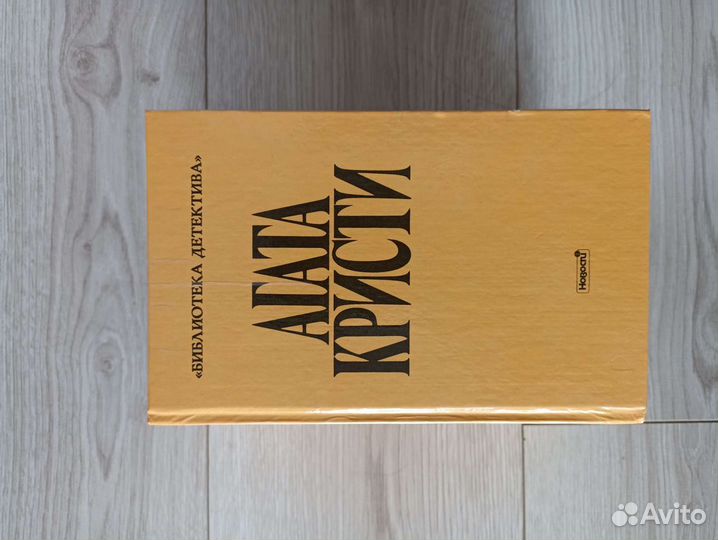 «БИБЛИОТЕКА ДЕТЕКТИВА»
АГАТА
КРИСТИ
Новости
Avito